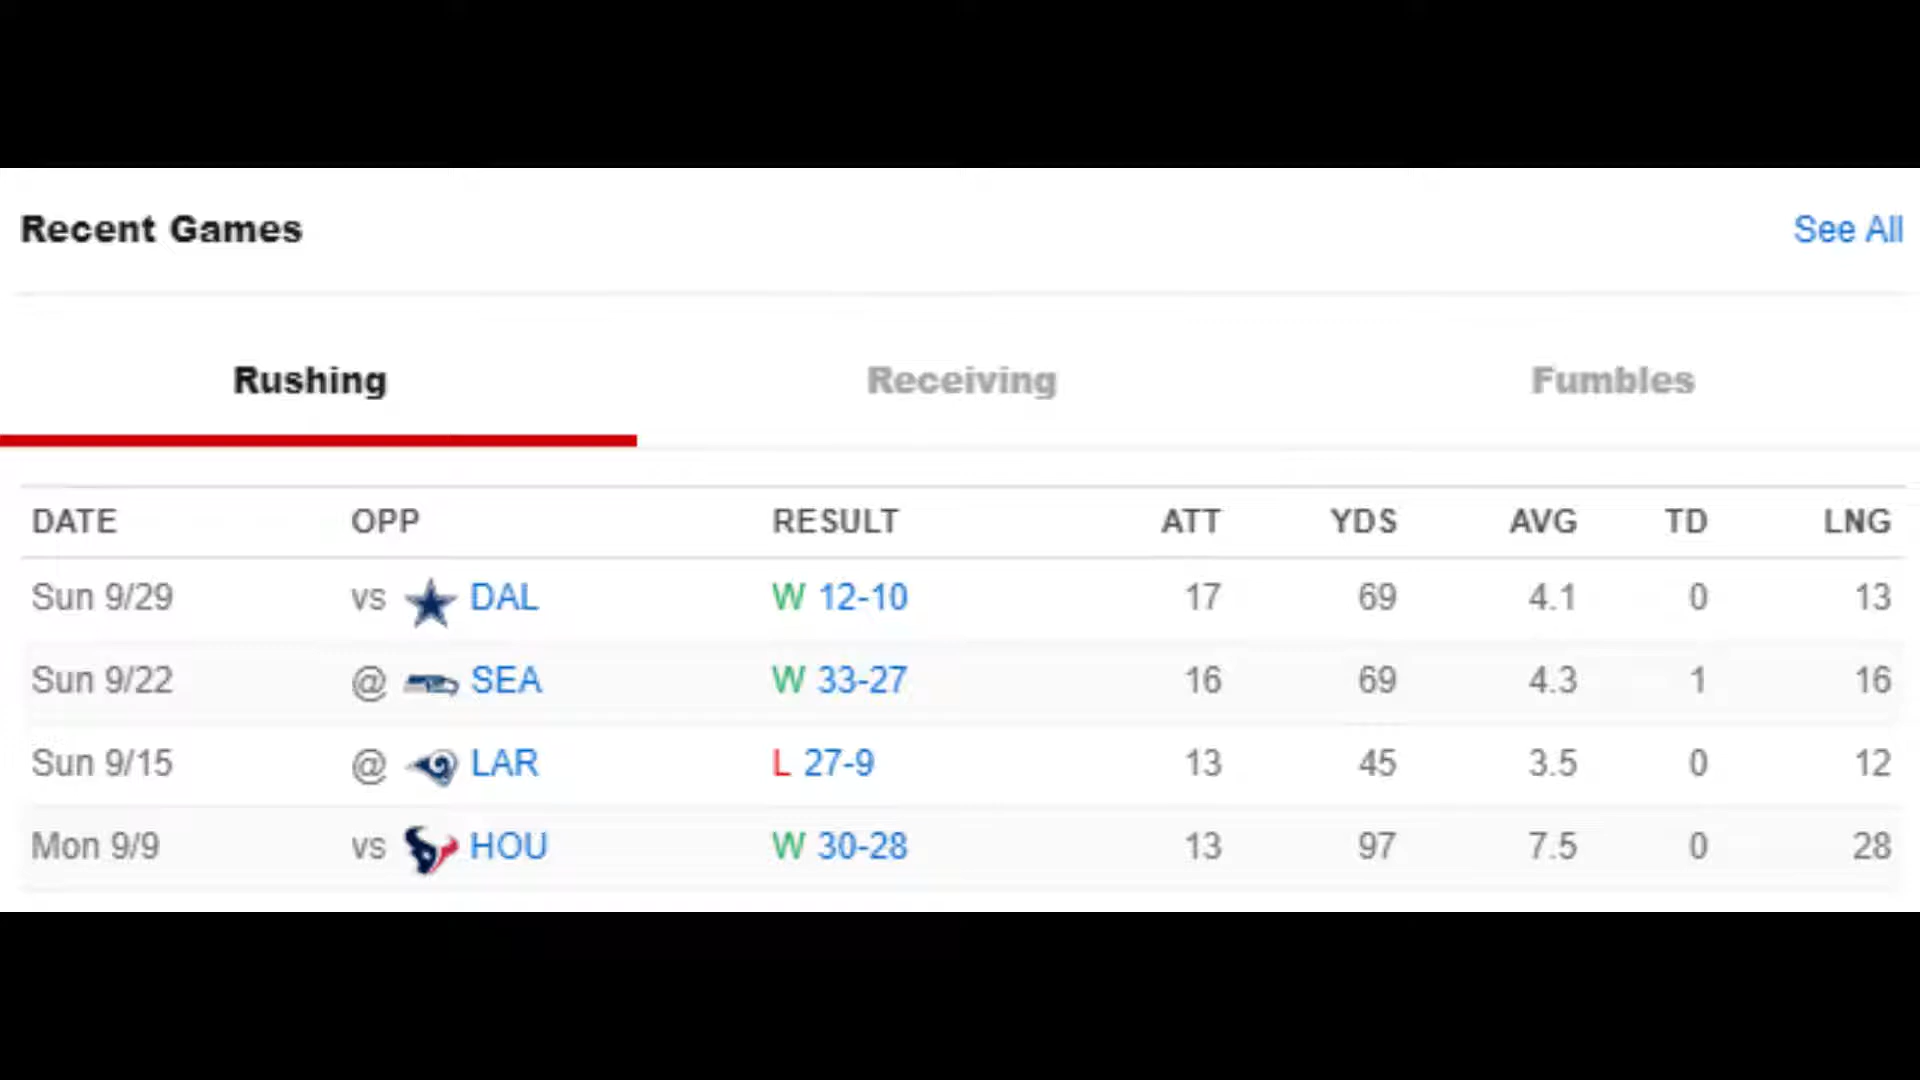 Recent Games See All
Rushing Receiving Fumbles
DATE OPP RESULT ATT YDS AVG TD LNG
Sun 9/29 vs DAL W 12-10 17 69 4.1 0 13
Sun 9/22 @ SEA W 33-27 16 69 4.3 1 16
Sun 9/15 @ LAR L 27-9 13 45 3.5 0 12
Mon 9/9 vs HOU W 30-28 13 97 7.5 0 28